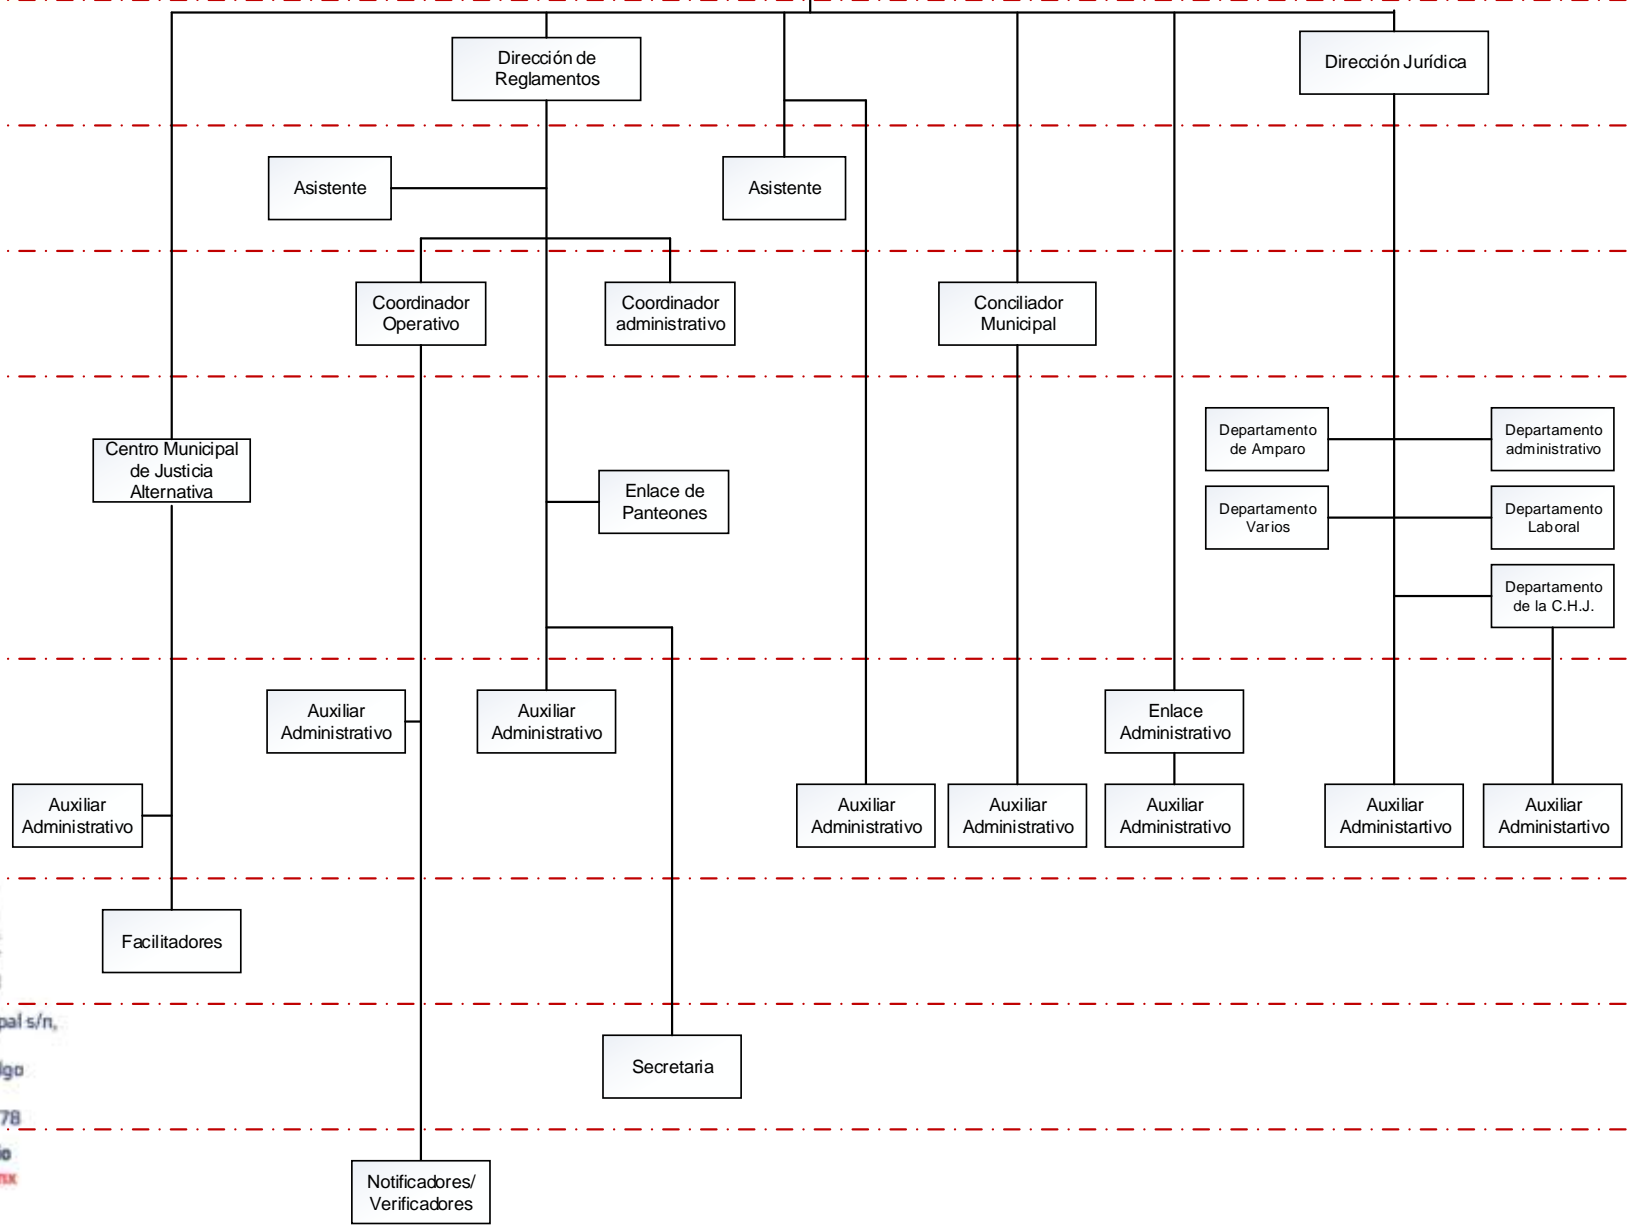 Dirección de
Reglamentos
Dirección Jurídica
Asistente
Asistente
Coordinador
Operativo
Coordinador
administrativo
Conciliador
Municipal
Centro Municipal
de Justicia
Alternativa
Enlace de
Panteones
Departamento
de Amparo
Departamento
administrativo
Departamento
Varios
Departamento
Laboral
Departamento
de la C.H.J.
Auxiliar
Administrativo
Auxiliar
Administrativo
Enlace
Administrativo
Auxiliar
Administrativo
Auxiliar
Administrativo
Auxiliar
Administrativo
Auxiliar
Administrativo
Auxiliar
Administartivo
Auxiliar
Administartivo
Facilitadores
pal s/n,
Secretaria
lgo
78
Notificadores/
Verificadores